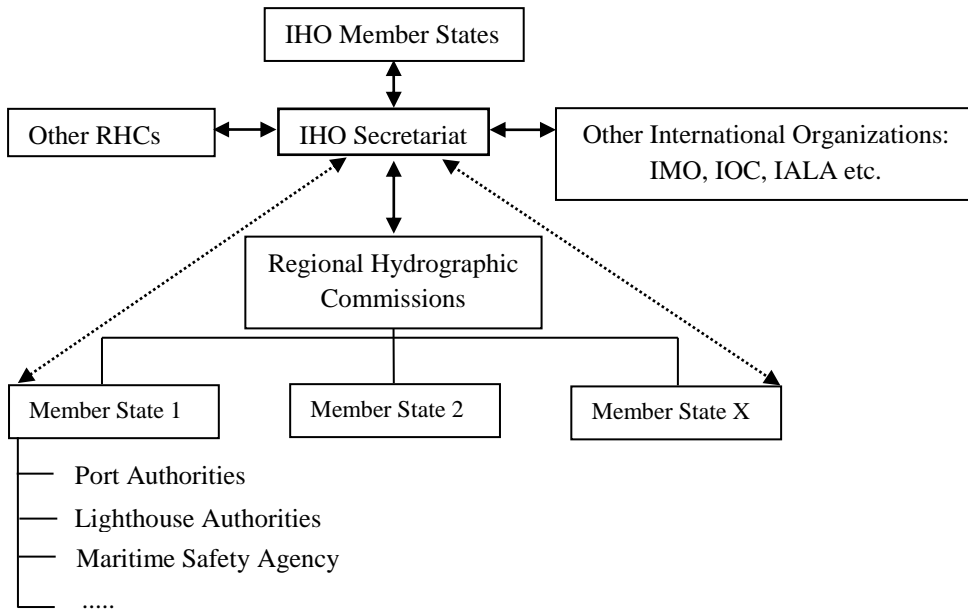 IHO Member States
Other RHCs
IHO Secretariat
Other International Organizations:
IMO, IOC, IALA etc.
Regional Hydrographic
Commissions
Member State 1
Member State 2
Member State X
Port Authorities
Lighthouse Authorities
Maritime Safety Agency
.....